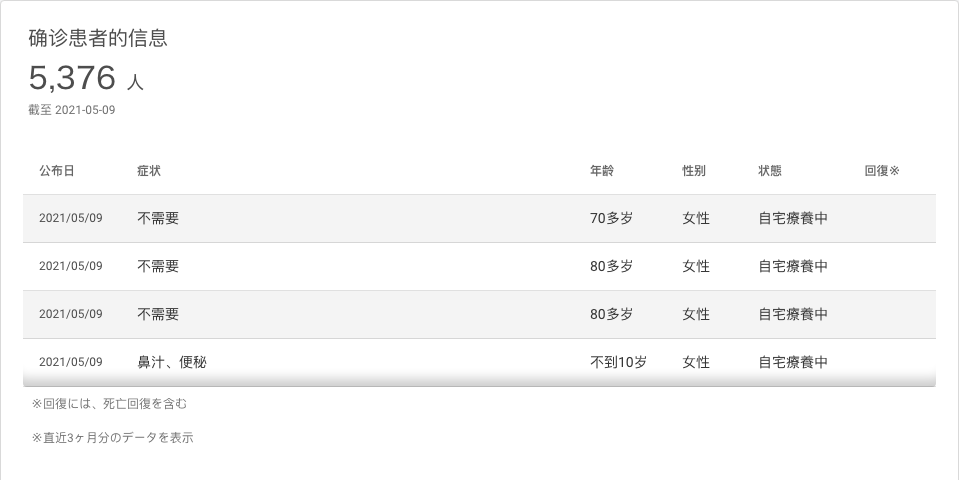 确诊患者的信息
5,376 人
截至 2021-05-09
公布日 症状 年齢 性别 状態 回復※
2021/05/09 不需要 70多岁 女性 自宅療養中
2021/05/09 不需要 80多岁 女性 自宅療養中
2021/05/09 不需要 80多岁 女性 自宅療養中
2021/05/09 鼻汁、便秘 不到10岁 女性 自宅療養中
※回復には、死亡回復を含む
※直近3ヶ月分のデータを表示